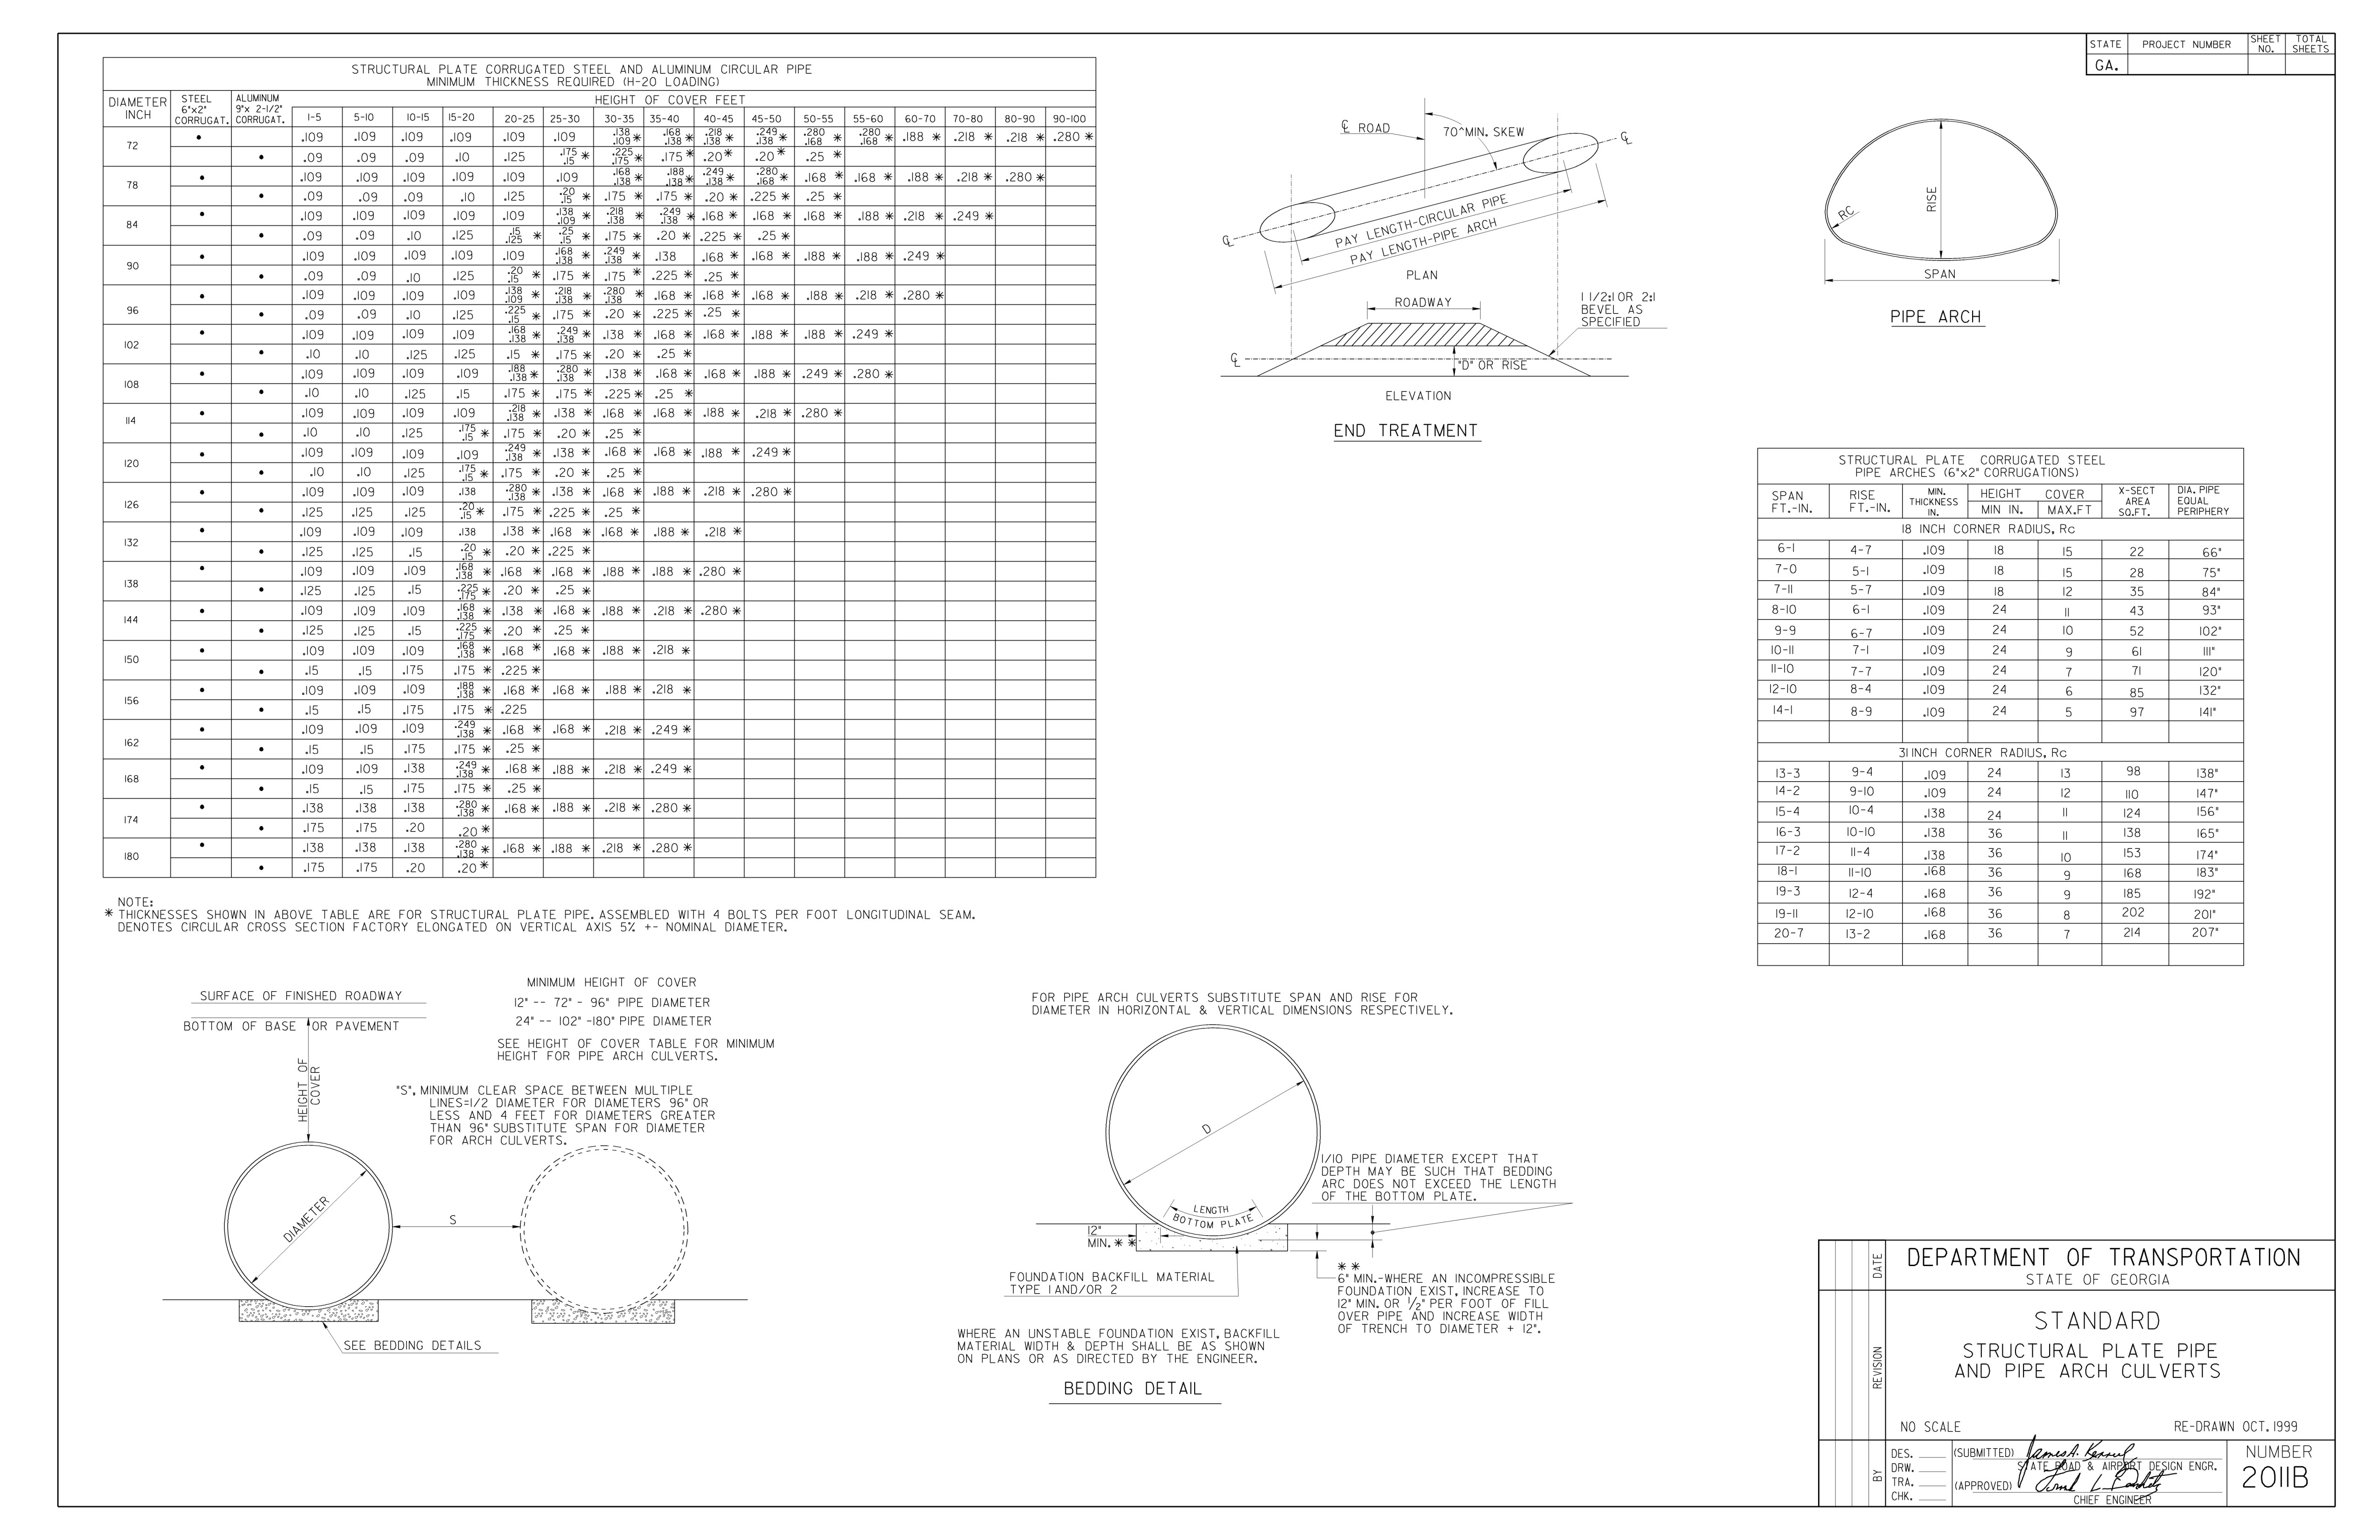 STATE PROJECT NUMBER SHEET NO. TOTAL SHEETS
GA.
STRUCTURAL PLATE CORRUGATED STEEL AND ALUMINUM CIRCULAR PIPE
MINIMUM THICKNESS REQUIRED (H-20 LOADING)
DIAMETER INCH STEEL 6"x2" CORRUGAT. ALUMINUM 9"x 2-1/2" CORRUGAT. HEIGHT OF COVER FEET
1-5 5-10 10-15 15-20 20-25 25-30 30-35 35-40 40-45 45-50 50-55 55-60 60-70 70-80 80-90 90-100
72 • .109 .109 .109 .109 .109 .109 .138 .109 * .168 .138 * .218 .138 * .249 .138 * .280 .168 * .280 .168 * .188 * .218 * .218 * .280 *
• .09 .09 .09 .10 .125 .175 .15 * .225 .175 * .175 * .20 * .20 * .25 *
78 • .109 .109 .109 .109 .109 .109 .168 .138 * .188 .138 * .249 .138 * .280 .168 * .168 * .168 * .188 * .218 * .280 *
• .09 .09 .09 .10 .125 .20 .15 * .175 * .175 * .20 * .225 * .25 *
84 • .109 .109 .109 .109 .109 .138 .109 * .218 .138 * .249 .138 * .168 * .168 * .168 * .188 * .218 * .249 *
• .09 .09 .10 .125 .15 .125 * .25 .15 * .175 * .20 * .225 * .25 *
90 • .109 .109 .109 .109 .109 .168 .138 * .249 .138 * .138 .168 * .168 * .188 * .188 * .249 *
• .09 .09 .10 .125 .20 .15 * .175 * .175 * .225 * .25 *
96 • .109 .109 .109 .109 .138 .109 * .218 .138 * .280 .138 * .168 * .168 * .168 * .188 * .218 * .280 *
• .09 .09 .10 .125 .225 .15 * .175 * .20 * .225 * .25 *
102 • .109 .109 .109 .109 .168 .138 * .249 .138 * .138 * .168 * .168 * .188 * .188 * .249 *
• .10 .10 .125 .125 .15 * .175 * .20 * .25 *
108 • .109 .109 .109 .109 .188 .138 * .280 .138 * .138 * .168 * .168 * .188 * .249 * .280 *
• .10 .10 .125 .15 .175 * .175 * .225 * .25 *
114 • .109 .109 .109 .109 .218 .138 * .138 * .168 * .168 * .188 * .218 * .280 *
• .10 .10 .125 .175 .15 * .175 * .20 * .25 *
120 • .109 .109 .109 .109 .249 .138 * .138 * .168 * .168 * .188 * .249 *
• .10 .10 .125 .175 .15 * .175 * .20 * .25 *
126 • .109 .109 .109 .138 .280 .138 * .138 * .168 * .188 * .218 * .280 *
• .125 .125 .125 .20 .15 * .175 * .225 * .25 *
132 • .109 .109 .109 .138 .138 * .168 * .168 * .188 * .218 *
• .125 .125 .15 .20 .15 * .20 * .225 *
138 • .109 .109 .109 .168 .138 * .168 * .168 * .188 * .188 * .280 *
• .125 .125 .15 .225 .175 * .20 * .25 *
144 • .109 .109 .109 .168 .138 * .138 * .168 * .188 * .218 * .280 *
• .125 .125 .15 .225 .175 * .20 * .25 *
150 • .109 .109 .109 .168 .138 * .168 * .168 * .188 * .218 *
• .15 .15 .175 .175 * .225 *
156 • .109 .109 .109 .188 .138 * .168 * .168 * .188 * .218 *
• .15 .15 .175 .175 * .225
162 • .109 .109 .109 .249 .138 * .168 * .168 * .218 * .249 *
• .15 .15 .175 .175 * .25 *
168 • .109 .109 .138 .249 .138 * .168 * .188 * .218 * .249 *
• .15 .15 .175 .175 * .25 *
174 • .138 .138 .138 .280 .138 * .168 * .188 * .218 * .280 *
• .175 .175 .20 .20 *
180 • .138 .138 .138 .280 .138 * .168 * .188 * .218 * .280 *
• .175 .175 .20 .20 *
NOTE:
* THICKNESSES SHOWN IN ABOVE TABLE ARE FOR STRUCTURAL PLATE PIPE. ASSEMBLED WITH 4 BOLTS PER FOOT LONGITUDINAL SEAM.
DENOTES CIRCULAR CROSS SECTION FACTORY ELONGATED ON VERTICAL AXIS 5% +- NOMINAL DIAMETER.
℄ ROAD
70^MIN. SKEW
℄
℄
PAY LENGTH-CIRCULAR PIPE
PAY LENGTH-PIPE ARCH
PLAN
ROADWAY
1 1/2:1 OR 2:1
BEVEL AS
SPECIFIED
℄
"D" OR RISE
ELEVATION
END TREATMENT
RISE
RC
SPAN
PIPE ARCH
STRUCTURAL PLATE CORRUGATED STEEL
PIPE ARCHES (6"x2" CORRUGATIONS)
SPAN FT.-IN. RISE FT.-IN. MIN. THICKNESS IN. HEIGHT COVER X-SECT AREA SQ.FT. DIA. PIPE EQUAL PERIPHERY
MIN IN. MAX.FT
18 INCH CORNER RADIUS, Rc
6-1 4-7 .109 18 15 22 66"
7-0 5-1 .109 18 15 28 75"
7-11 5-7 .109 18 12 35 84"
8-10 6-1 .109 24 11 43 93"
9-9 6-7 .109 24 10 52 102"
10-11 7-1 .109 24 9 61 111"
11-10 7-7 .109 24 7 71 120"
12-10 8-4 .109 24 6 85 132"
14-1 8-9 .109 24 5 97 141"
31 INCH CORNER RADIUS, Rc
13-3 9-4 .109 24 13 98 138"
14-2 9-10 .109 24 12 110 147"
15-4 10-4 .138 24 11 124 156"
16-3 10-10 .138 36 11 138 165"
17-2 11-4 .138 36 10 153 174"
18-1 11-10 .168 36 9 168 183"
19-3 12-4 .168 36 9 185 192"
19-11 12-10 .168 36 8 202 201"
20-7 13-2 .168 36 7 214 207"
SURFACE OF FINISHED ROADWAY
BOTTOM OF BASE OR PAVEMENT
HEIGHT OF
COVER
MINIMUM HEIGHT OF COVER
12" -- 72" - 96" PIPE DIAMETER
24" -- 102" -180" PIPE DIAMETER
SEE HEIGHT OF COVER TABLE FOR MINIMUM
HEIGHT FOR PIPE ARCH CULVERTS.
"S", MINIMUM CLEAR SPACE BETWEEN MULTIPLE
LINES=1/2 DIAMETER FOR DIAMETERS 96" OR
LESS AND 4 FEET FOR DIAMETERS GREATER
THAN 96" SUBSTITUTE SPAN FOR DIAMETER
FOR ARCH CULVERTS.
DIAMETER
S
SEE BEDDING DETAILS
FOR PIPE ARCH CULVERTS SUBSTITUTE SPAN AND RISE FOR
DIAMETER IN HORIZONTAL & VERTICAL DIMENSIONS RESPECTIVELY.
D
1/10 PIPE DIAMETER EXCEPT THAT
DEPTH MAY BE SUCH THAT BEDDING
ARC DOES NOT EXCEED THE LENGTH
OF THE BOTTOM PLATE.
LENGTH
BOTTOM PLATE
12"
MIN. * *
FOUNDATION BACKFILL MATERIAL
TYPE I AND/OR 2
* *
6" MIN.-WHERE AN INCOMPRESSIBLE
FOUNDATION EXIST, INCREASE TO
12" MIN. OR 1/2" PER FOOT OF FILL
OVER PIPE AND INCREASE WIDTH
OF TRENCH TO DIAMETER + 12".
WHERE AN UNSTABLE FOUNDATION EXIST, BACKFILL
MATERIAL WIDTH & DEPTH SHALL BE AS SHOWN
ON PLANS OR AS DIRECTED BY THE ENGINEER.
BEDDING DETAIL
DATE
REVISION
BY
DEPARTMENT OF TRANSPORTATION
STATE OF GEORGIA
STANDARD
STRUCTURAL PLATE PIPE
AND PIPE ARCH CULVERTS
NO SCALE RE-DRAWN OCT. 1999
DES.
DRW.
TRA.
CHK.
(SUBMITTED)
STATE ROAD & AIRPORT DESIGN ENGR.
(APPROVED)
CHIEF ENGINEER
NUMBER
2011B